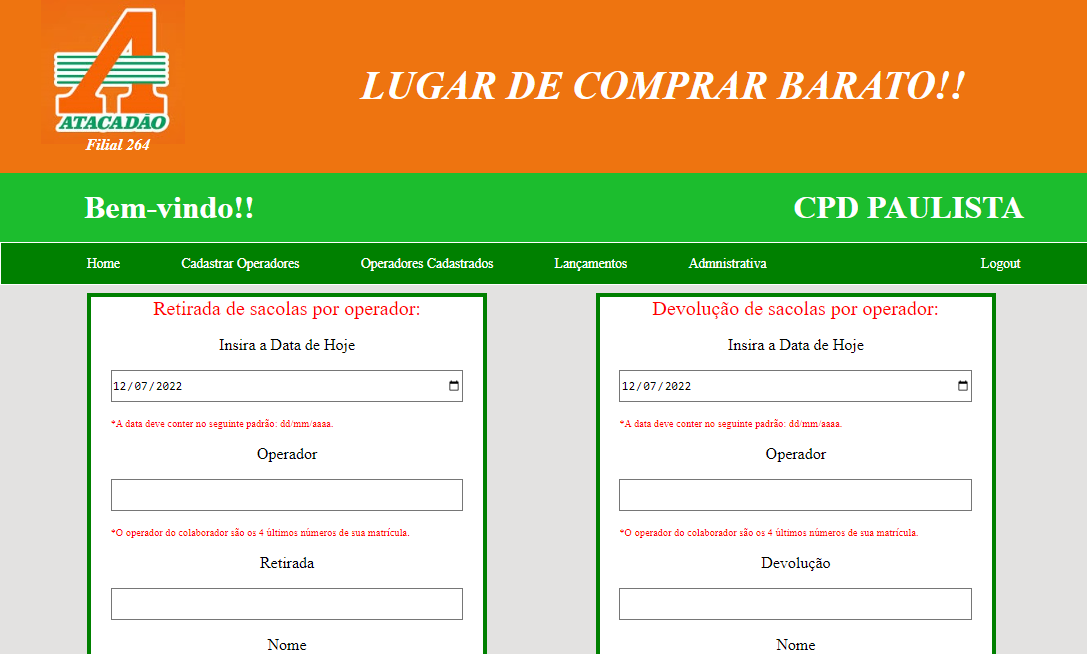 ATACADÃO
Filial 264
LUGAR DE COMPRAR BARATO!!
Bem-vindo!!
CPD PAULISTA
Home
Cadastrar Operadores
Operadores Cadastrados
Lançamentos
Admnistrativa
Logout
Retirada de sacolas por operador:
Insira a Data de Hoje
12/07/2022
*A data deve conter no seguinte padrão: dd/mm/aaaa.
Operador
*O operador do colaborador são os 4 últimos números de sua matrícula.
Retirada
Nome
Devolução de sacolas por operador:
Insira a Data de Hoje
12/07/2022
*A data deve conter no seguinte padrão: dd/mm/aaaa.
Operador
*O operador do colaborador são os 4 últimos números de sua matrícula.
Devolução
Nome